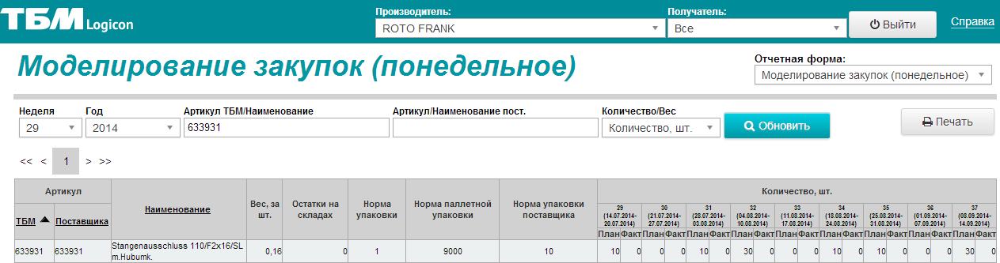 ТБМ Logicon
Производитель: Получатель:
ROTO FRANK Все Выйти Справка
Моделирование закупок (понедельное)
Отчетная форма:
Моделирование закупок (понедельное)
Неделя Год Артикул ТБМ/Наименование Артикул/Наименование пост. Количество/Вес
29 2014 633931 Количество, шт. Обновить Печать
<< < 1 > >>
Артикул Наименование Вес, за шт. Остатки на складах Норма упаковки Норма паллетной упаковки Норма упаковки поставщика Количество, шт.
ТБМ Поставщика
29 (14.07.2014-20.07.2014) 30 (21.07.2014-27.07.2014) 31 (28.07.2014-03.08.2014) 32 (04.08.2014-10.08.2014) 33 (11.08.2014-17.08.2014) 34 (18.08.2014-24.08.2014) 35 (25.08.2014-31.08.2014) 36 (01.09.2014-07.09.2014) 37 (08.09.2014-14.09.2014)
План Факт План Факт План Факт План Факт План Факт План Факт План Факт План Факт План Факт
633931 633931 Stangenausschluss 110/F2x16/SL m.Hubumk. 0,16 0 1 9000 10 10 0 0 0 10 0 30 0 0 0 10 0 10 0 0 0 30 0